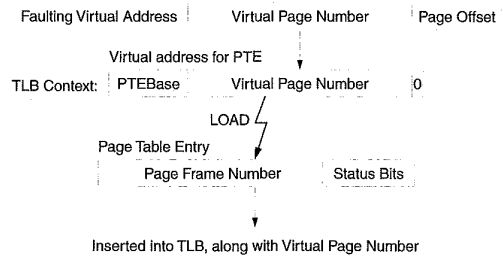 Faulting Virtual Address Virtual Page Number Page Offset
Virtual address for PTE
TLB Context: PTEBase Virtual Page Number 0
LOAD
Page Table Entry
Page Frame Number Status Bits
Inserted into TLB, along with Virtual Page Number